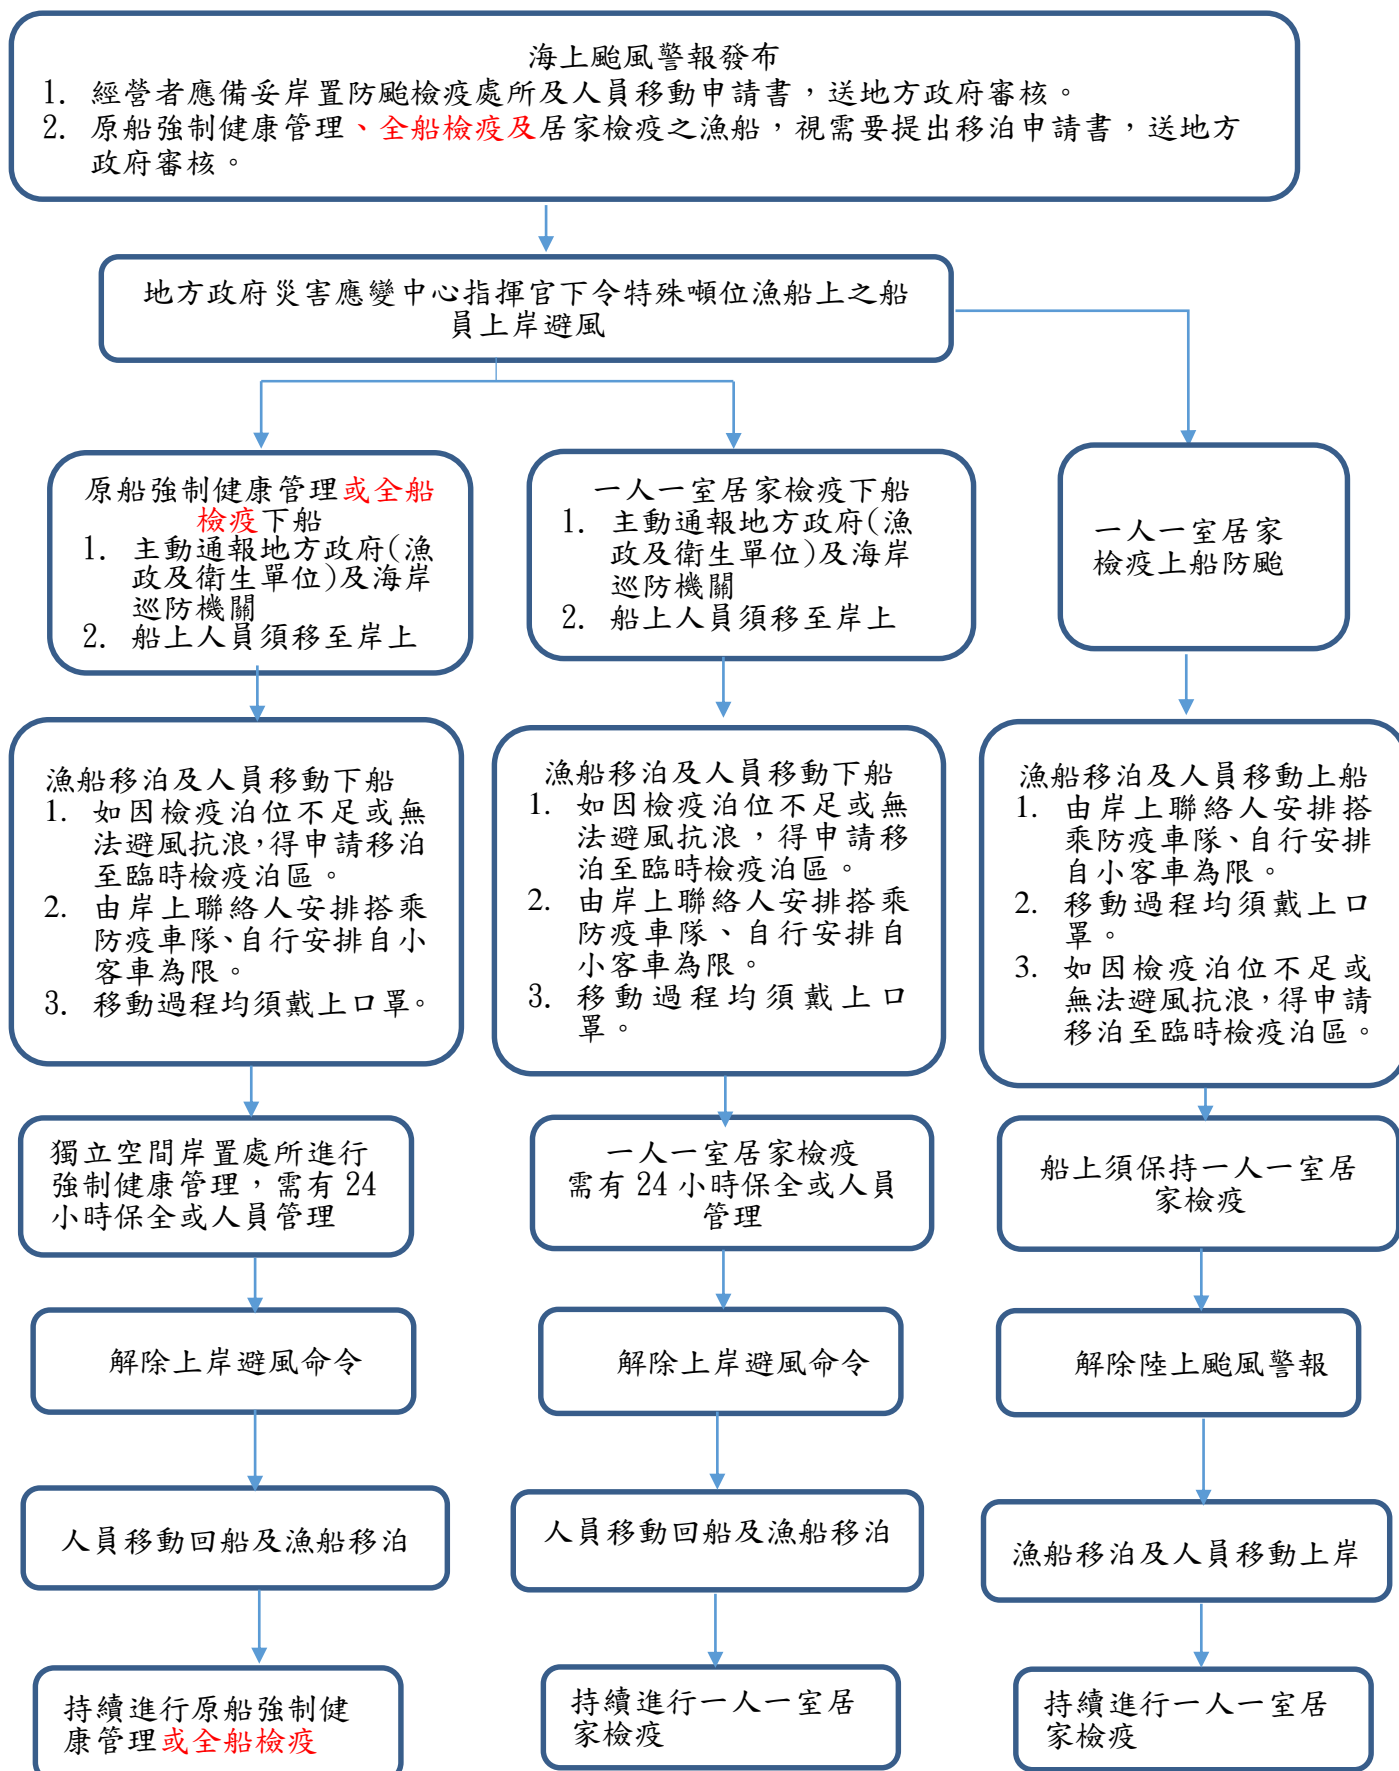 海上颱風警報發布
1. 經營者應備妥岸置防颱檢疫處所及人員移動申請書，送地方政府審核。
2. 原船強制健康管理、全船檢疫及居家檢疫之漁船，視需要提出移泊申請書，送地方
政府審核。
地方政府災害應變中心指揮官下令特殊噸位漁船上之船
員上岸避風
原船強制健康管理或全船
檢疫下船
1. 主動通報地方政府(漁
政及衛生單位)及海岸
巡防機關
2. 船上人員須移至岸上
一人一室居家檢疫下船
1. 主動通報地方政府(漁
政及衛生單位)及海岸
巡防機關
2. 船上人員須移至岸上
一人一室居家
檢疫上船防颱
漁船移泊及人員移動下船
1. 如因檢疫泊位不足或無
法避風抗浪，得申請移泊
至臨時檢疫泊區。
2. 由岸上聯絡人安排搭乘
防疫車隊、自行安排自小
客車為限。
3. 移動過程均須戴上口罩。
漁船移泊及人員移動下船
1. 如因檢疫泊位不足或無
法避風抗浪，得申請移
泊至臨時檢疫泊區。
2. 由岸上聯絡人安排搭乘
防疫車隊、自行安排自
小客車為限。
3. 移動過程均須戴上口
罩。
漁船移泊及人員移動上船
1. 由岸上聯絡人安排搭
乘防疫車隊、自行安排
自小客車為限。
2. 移動過程均須戴上口
罩。
3. 如因檢疫泊位不足或
無法避風抗浪，得申請
移泊至臨時檢疫泊區。
獨立空間岸置處所進行
強制健康管理，需有 24
小時保全或人員管理
一人一室居家檢疫
需有 24 小時保全或人員
管理
船上須保持一人一室居
家檢疫
解除上岸避風命令
解除上岸避風命令
解除陸上颱風警報
人員移動回船及漁船移泊
人員移動回船及漁船移泊
漁船移泊及人員移動上岸
持續進行原船強制健
康管理或全船檢疫
持續進行一人一室居
家檢疫
持續進行一人一室居
家檢疫